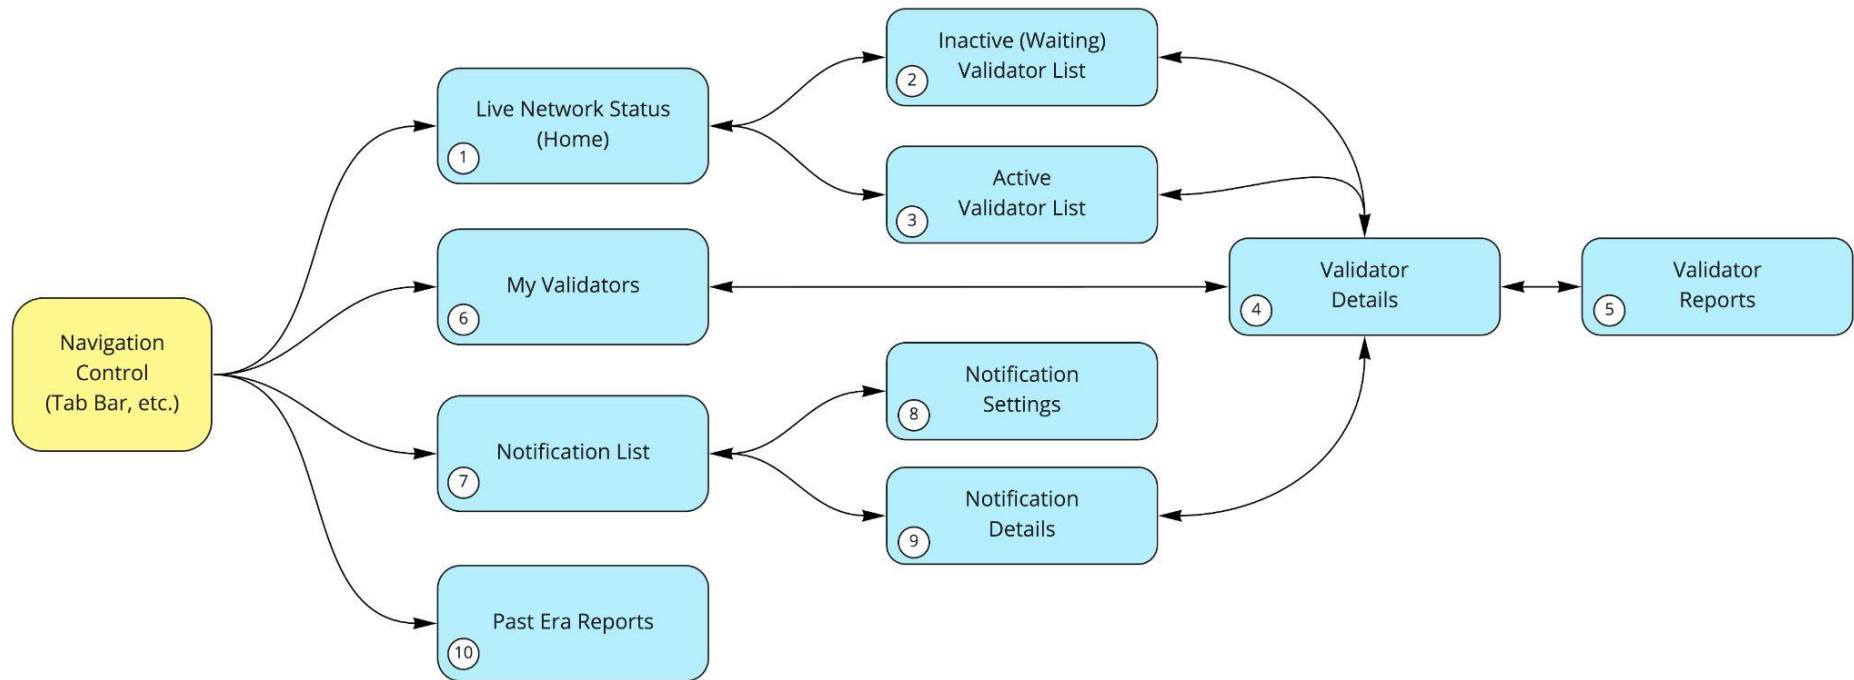 Navigation
Control
(Tab Bar, etc.)
Live Network Status
(Home)
1
Inactive (Waiting)
Validator List
2
Active
Validator List
3
Validator
Details
4
Validator
Reports
5
My Validators
6
Notification List
7
Notification
Settings
8
Notification
Details
9
Past Era Reports
10